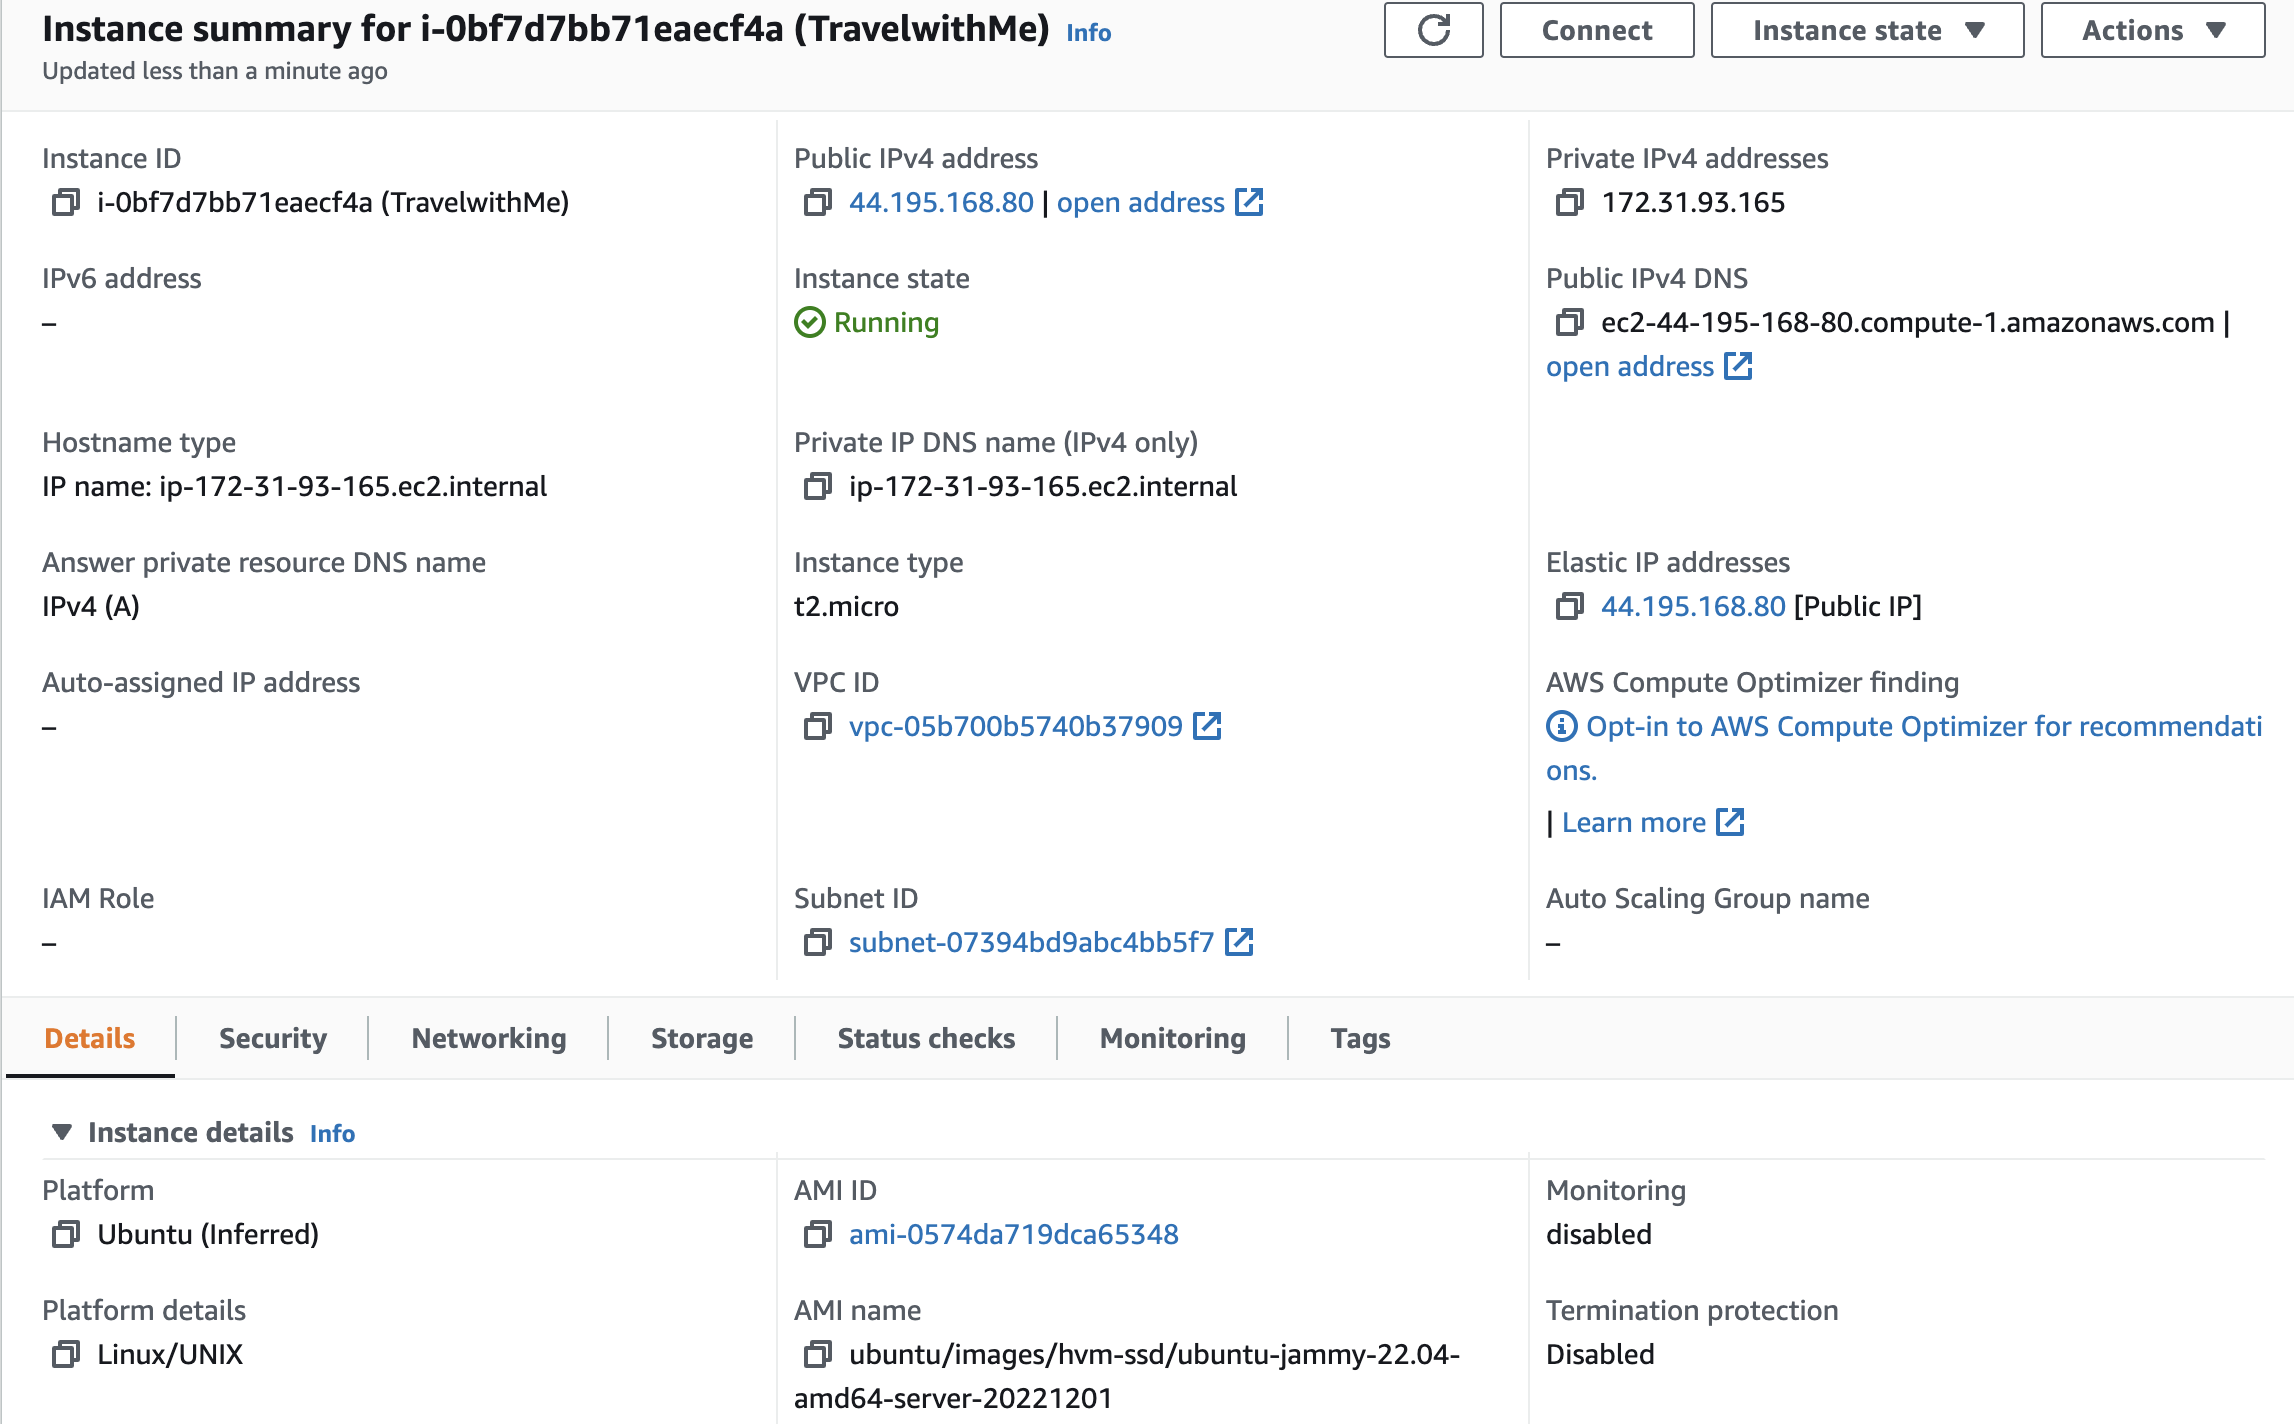 Instance summary for i-0bf7d7bb71eaecf4a (TravelwithMe) Info
Updated less than a minute ago
Connect
Instance state
Actions
Instance ID
i-0bf7d7bb71eaecf4a (TravelwithMe)
Public IPv4 address
44.195.168.80 | open address
Private IPv4 addresses
172.31.93.165
IPv6 address
–
Instance state
Running
Public IPv4 DNS
ec2-44-195-168-80.compute-1.amazonaws.com |
open address
Hostname type
IP name: ip-172-31-93-165.ec2.internal
Private IP DNS name (IPv4 only)
ip-172-31-93-165.ec2.internal
Answer private resource DNS name
IPv4 (A)
Instance type
t2.micro
Elastic IP addresses
44.195.168.80 [Public IP]
Auto-assigned IP address
–
VPC ID
vpc-05b700b5740b37909
AWS Compute Optimizer finding
Opt-in to AWS Compute Optimizer for recommendati
ons.
| Learn more
IAM Role
–
Subnet ID
subnet-07394bd9abc4bb5f7
Auto Scaling Group name
–
Details
Security
Networking
Storage
Status checks
Monitoring
Tags
Instance details Info
Platform
Ubuntu (Inferred)
AMI ID
ami-0574da719dca65348
Monitoring
disabled
Platform details
Linux/UNIX
AMI name
ubuntu/images/hvm-ssd/ubuntu-jammy-22.04-
amd64-server-20221201
Termination protection
Disabled